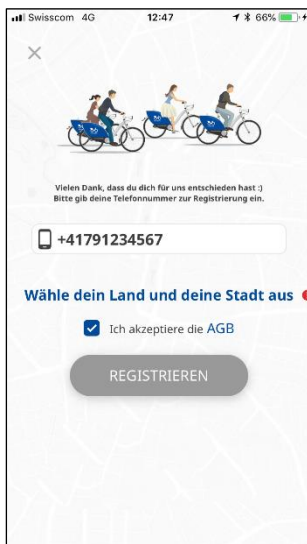 Swisscom 4G 12:47 66%
Vielen Dank, dass du dich für uns entschieden hast :)
Bitte gib deine Telefonnummer zur Registrierung ein.
+41791234567
Wähle dein Land und deine Stadt aus
Ich akzeptiere die AGB
REGISTRIEREN